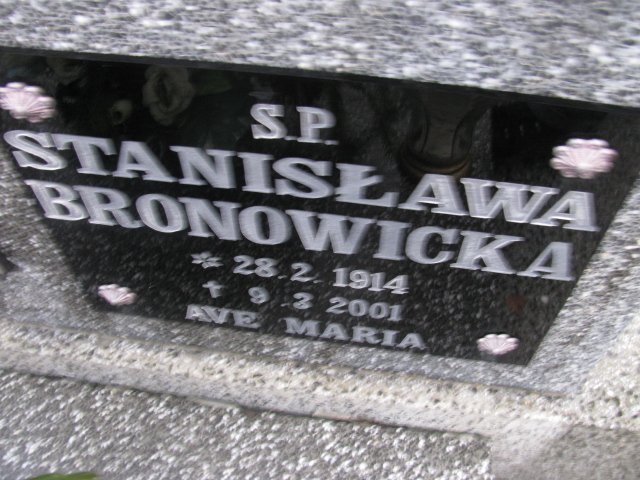 S.P.
STANISŁAWA
BRONOWICKA
* 28.2.1914
† 9.3.2001
AVE MARIA